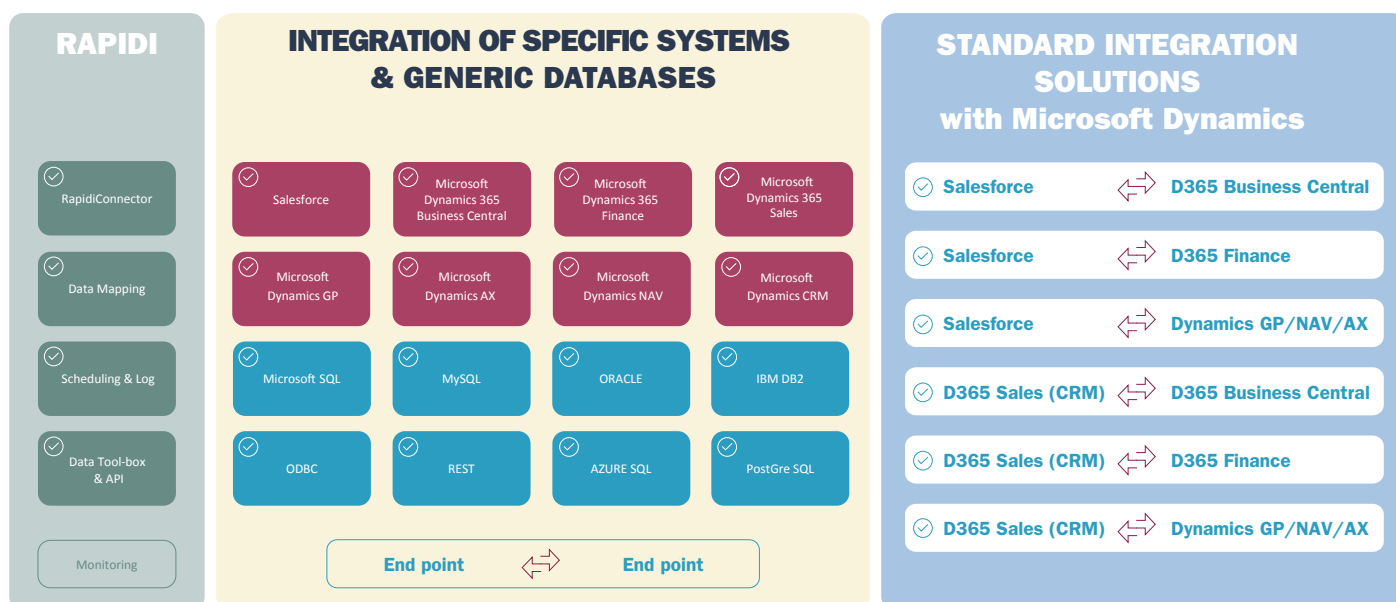 RAPIDI
RapidiConnector
Data Mapping
Scheduling & Log
Data Tool-box
& API
Monitoring
INTEGRATION OF SPECIFIC SYSTEMS
& GENERIC DATABASES
Salesforce
Microsoft
Dynamics 365
Business Central
Microsoft
Dynamics 365
Finance
Microsoft
Dynamics 365
Sales
Microsoft
Dynamics GP
Microsoft
Dynamics AX
Microsoft
Dynamics NAV
Microsoft
Dynamics CRM
Microsoft SQL
MySQL
ORACLE
IBM DB2
ODBC
REST
AZURE SQL
PostGre SQL
End point End point
STANDARD INTEGRATION
SOLUTIONS
with Microsoft Dynamics
Salesforce D365 Business Central
Salesforce D365 Finance
Salesforce Dynamics GP/NAV/AX
D365 Sales (CRM) D365 Business Central
D365 Sales (CRM) D365 Finance
D365 Sales (CRM) Dynamics GP/NAV/AX